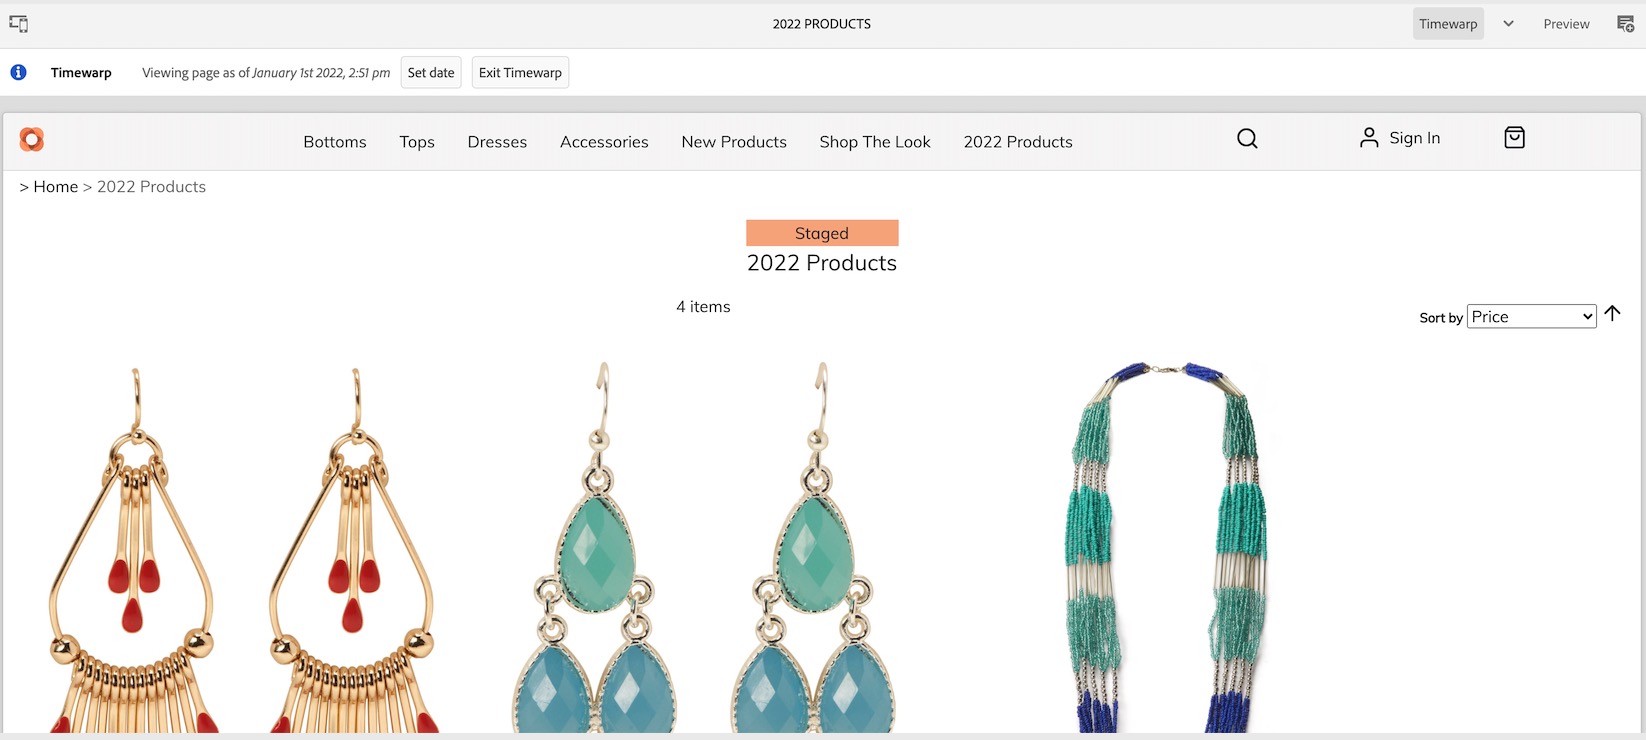 2022 PRODUCTS
Timewarp
Preview
Timewarp Viewing page as of January 1st 2022, 2:51 pm Set date Exit Timewarp
Bottoms Tops Dresses Accessories New Products Shop The Look 2022 Products Sign In
> Home > 2022 Products
Staged
2022 Products
4 items
Sort by Price